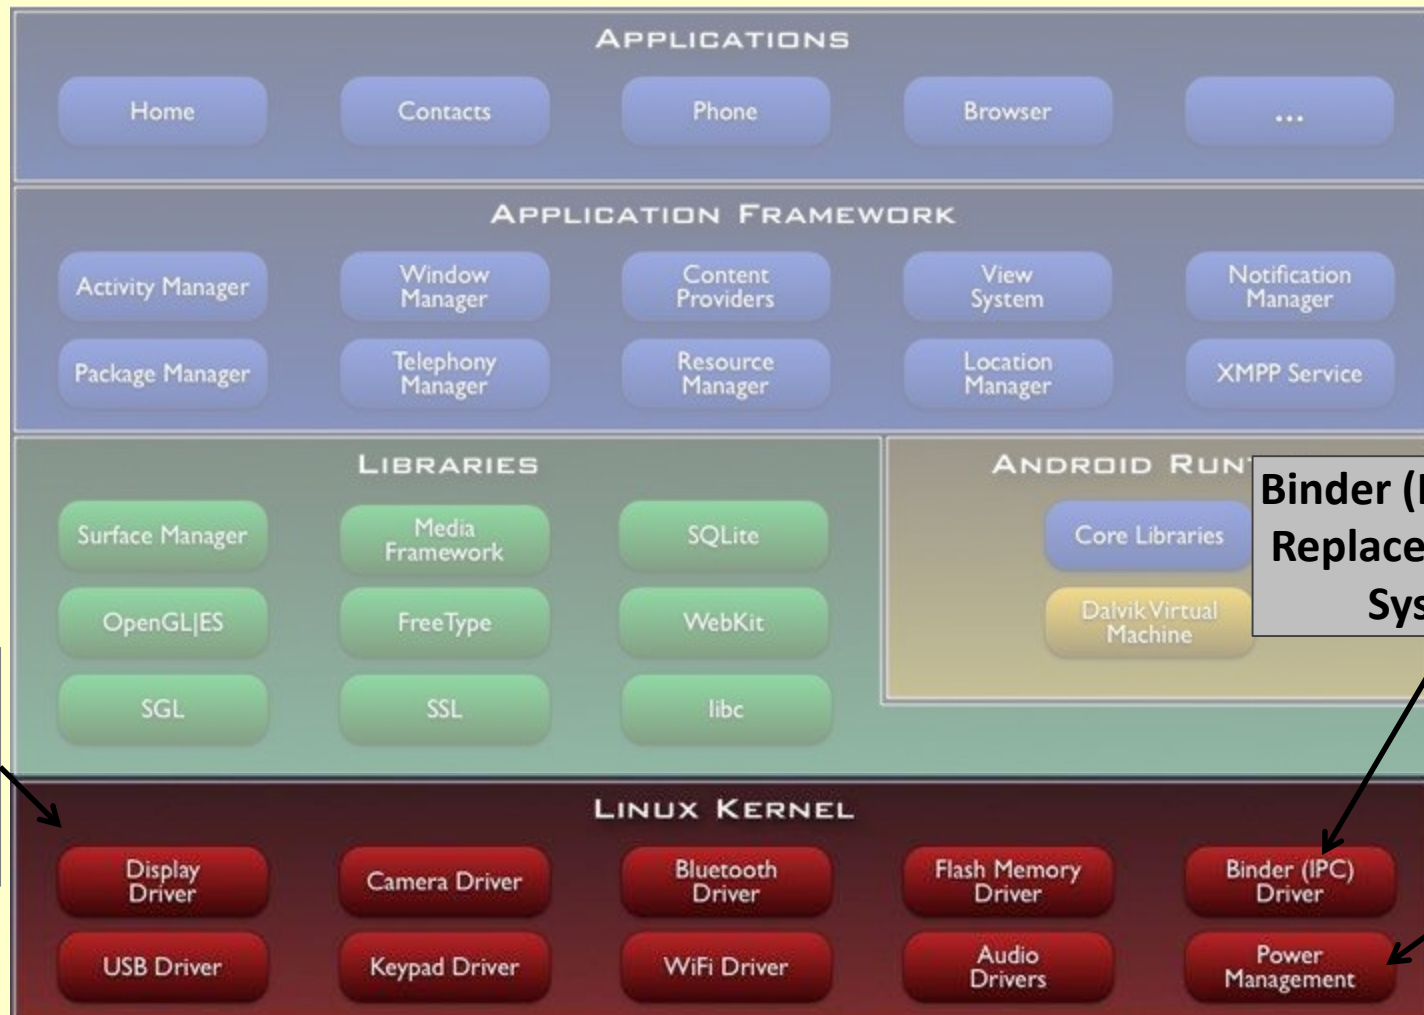 APPLICATIONS
Home
Contacts
Phone
Browser
...
APPLICATION FRAMEWORK
Activity Manager
Window
Manager
Content
Providers
View
System
Notification
Manager
Package Manager
Telephony
Manager
Resource
Manager
Location
Manager
XMPP Service
LIBRARIES
Surface Manager
Media
Framework
SQLite
OpenGL|ES
FreeType
WebKit
SGL
SSL
libc
ANDROID RUN
Core Libraries
Dalvik Virtual
Machine
Binder (
Replace
Sys
LINUX KERNEL
Display
Driver
Camera Driver
Bluetooth
Driver
Flash Memory
Driver
Binder (IPC)
Driver
USB Driver
Keypad Driver
WiFi Driver
Audio
Drivers
Power
Management